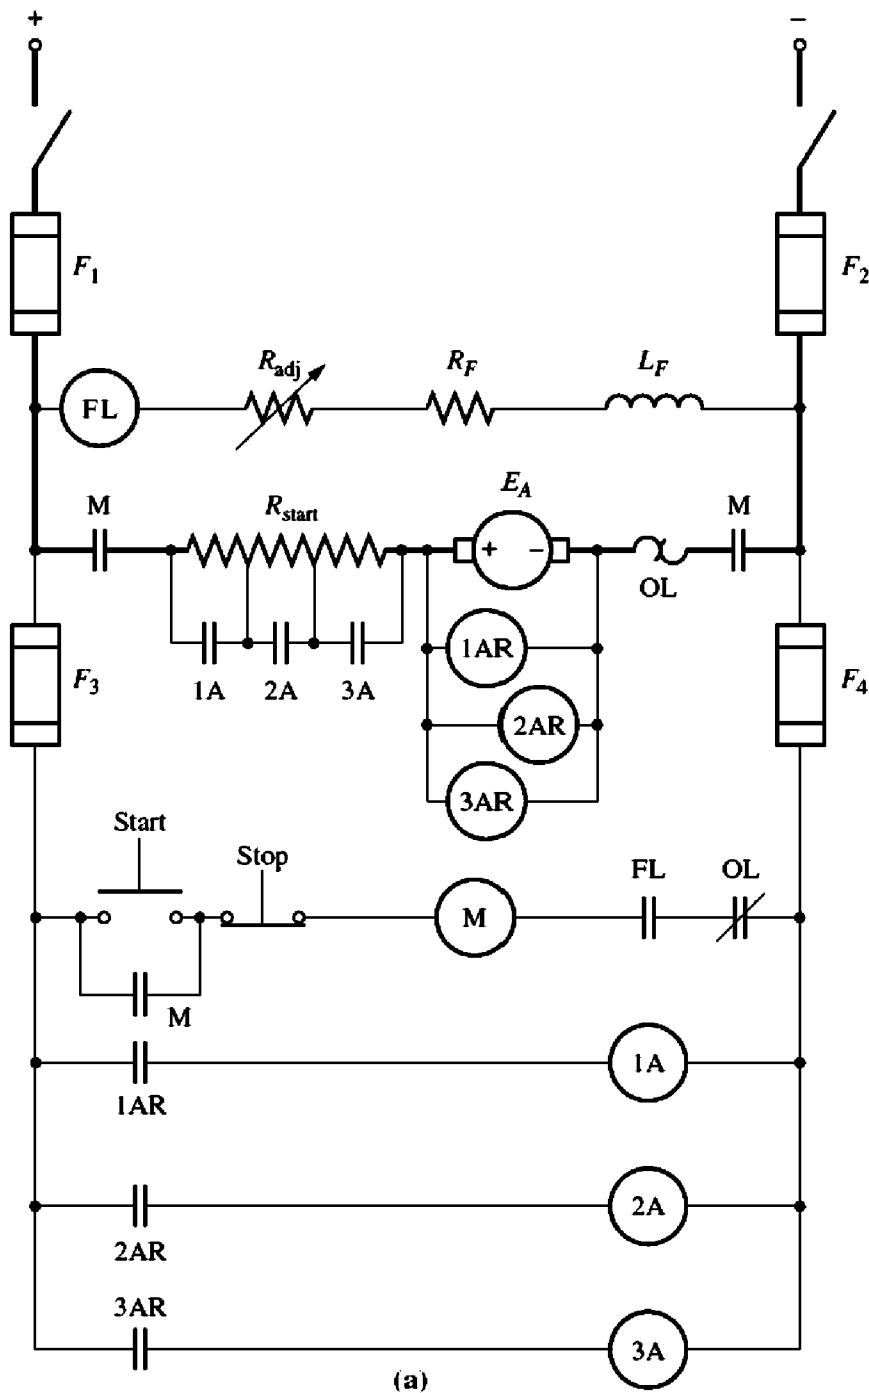 + −
F1 F2
FL Radj RF LF
M Rstart EA M
+ −
OL
1A 2A 3A
1AR
F3 F4
2AR
3AR
Start
Stop
FL OL
M
M
1A
1AR
2A
2AR
3AR
3A
(a)